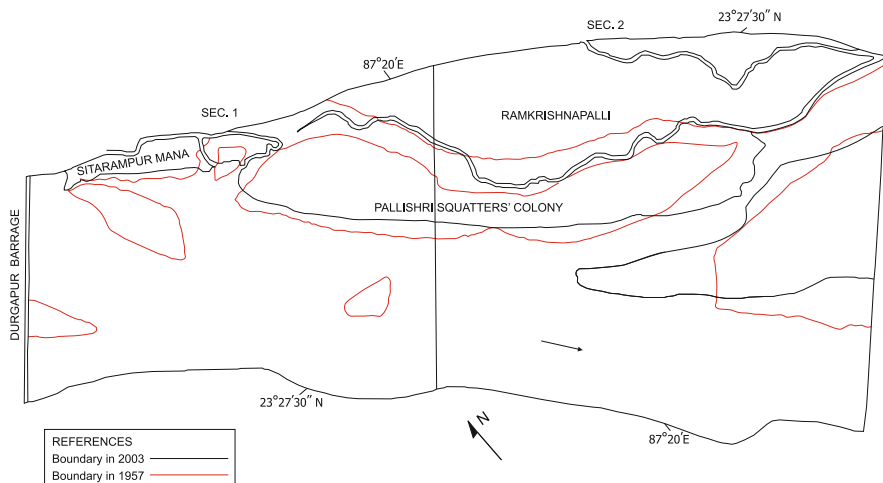 SEC. 2
23°27'30" N
87°20'E
SEC. 1
RAMKRISHNAPALLI
SITARAMPUR MANA
PALLISHRI SQUATTERS' COLONY
DURGAPUR BARRAGE
23°27'30" N
N
87°20'E
REFERENCES
Boundary in 2003
Boundary in 1957